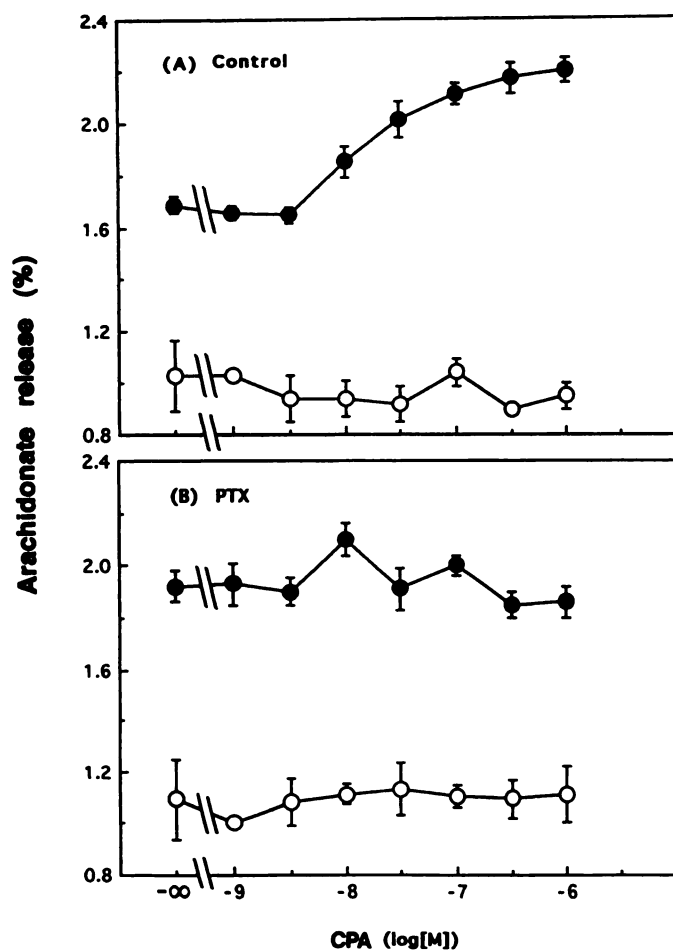 2.4
(A) Control
2.0
1.6
1.2
0.8
Arachidonate release (%)
2.4
(B) PTX
2.0
1.6
1.2
0.8
-∞ -9 -8 -7 -6
CPA (log[M])